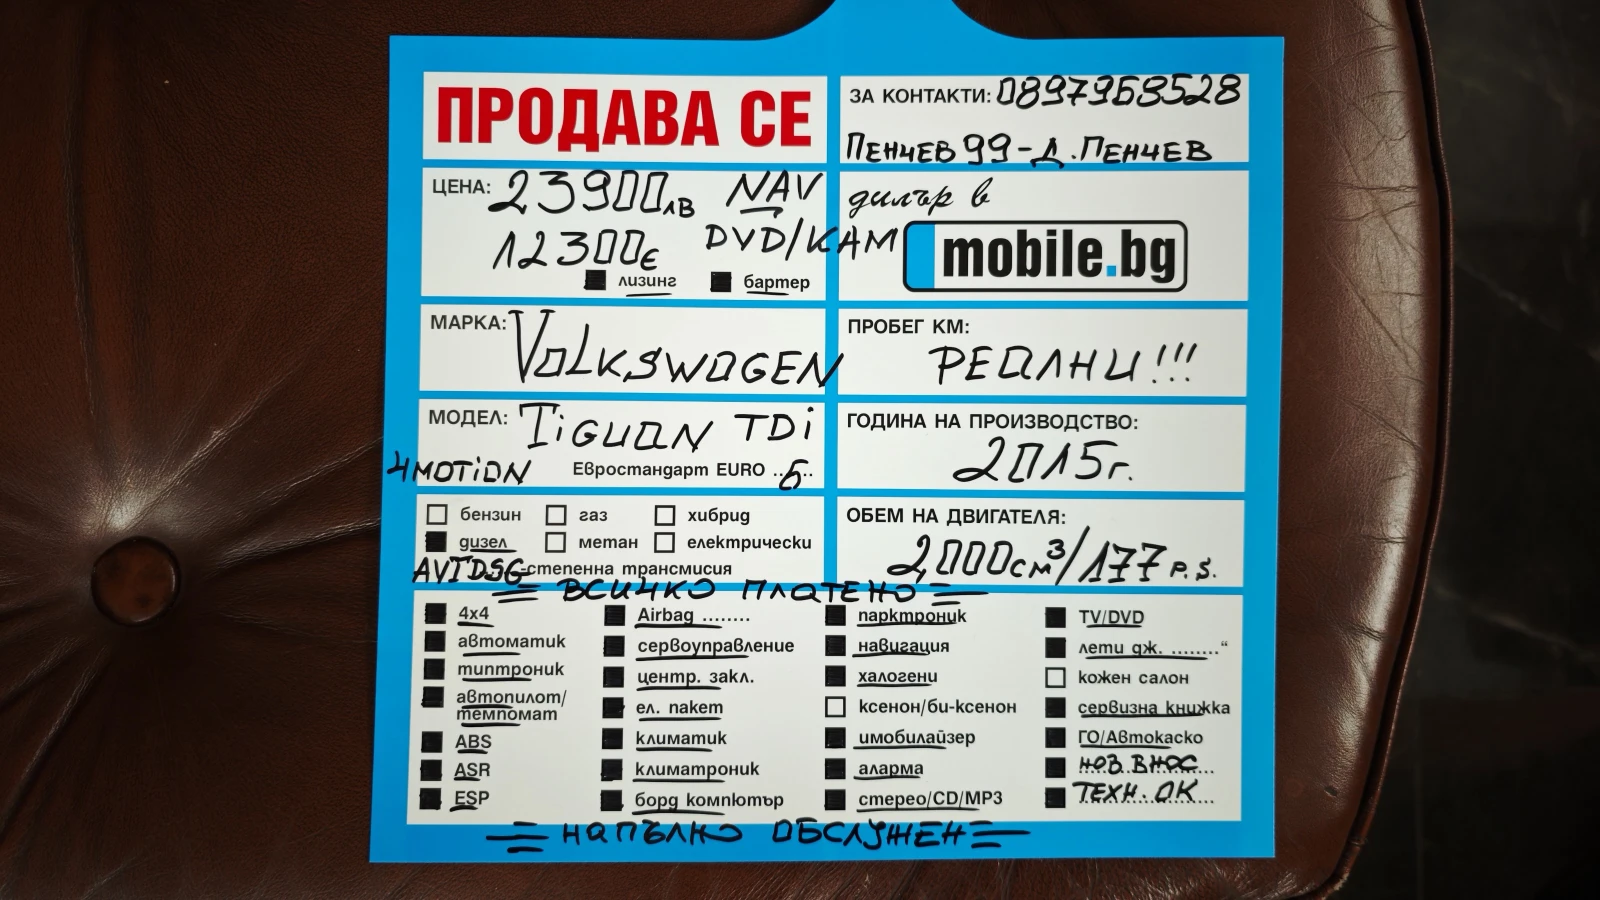 ПРОДАВА СЕ
ЗА КОНТАКТИ: 0897968528
ПЕНЧЕВ 99 - Д. ПЕНЧЕВ
ЦЕНА: 23900лв NAV
12300€ DVD/KAM
лизинг бартер
дилър в
mobile.bg
МАРКА: VOLKSWAGEN
ПРОБЕГ КМ:
РЕАЛНИ!!!
МОДЕЛ: TiGUAN TDi
4MOTiON Евростандарт EURO ..6..
ГОДИНА НА ПРОИЗВОДСТВО:
2015г.
бензин газ хибрид
дизел метан електрически
AVT DSG -степенна трансмисия
ОБЕМ НА ДВИГАТЕЛЯ:
2,000см³/177 P.S.
= ВСИЧКО ПЛАТЕНО =
4x4
автоматик
типтроник
автопилот/
темпомат
ABS
ASR
ESP
Airbag ........
сервоуправление
центр. закл.
ел. пакет
климатик
климатроник
борд компютър
парктроник
навигация
халогени
ксенон/би-ксенон
имобилайзер
аларма
стерео/CD/MP3
TV/DVD
лети дж. ........“
кожен салон
сервизна книжка
ГО/Автокаско
НОВ ВНОС
ТЕХН. ОК
= НАПЪЛНО ОБСЛУЖЕН =